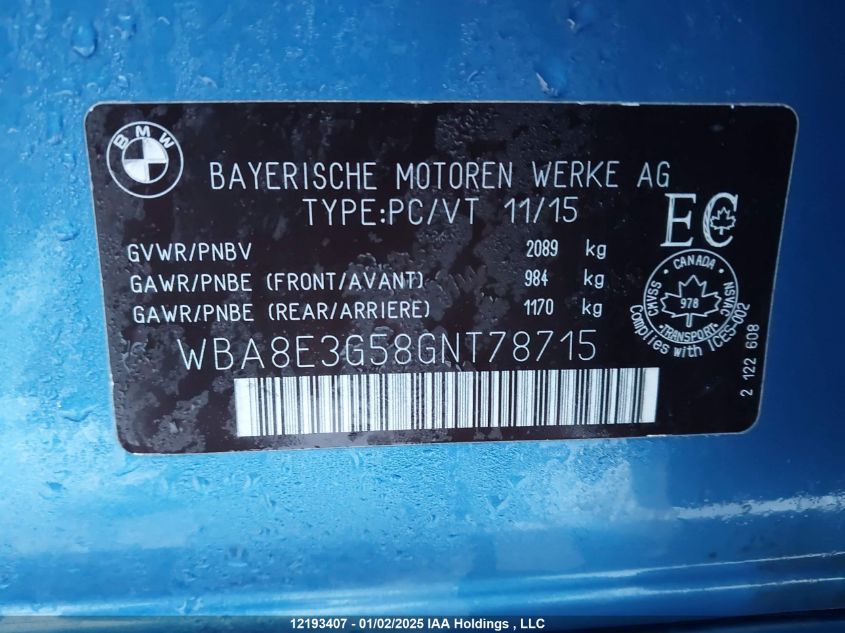 BMW
BAYERISCHE MOTOREN WERKE AG
TYPE:PC/VT 11/15
EC
GVWR/PNBV 2089 kg
GAWR/PNBE (FRONT/AVANT) 984 kg
GAWR/PNBE (REAR/ARRIERE) 1170 kg
CANADA
CMVSS 978 NSVAC
TRANSPORT
Complies with ICES-002
WBA8E3G58GNT78715
2 122 608
12193407 - 01/02/2025 IAA Holdings , LLC